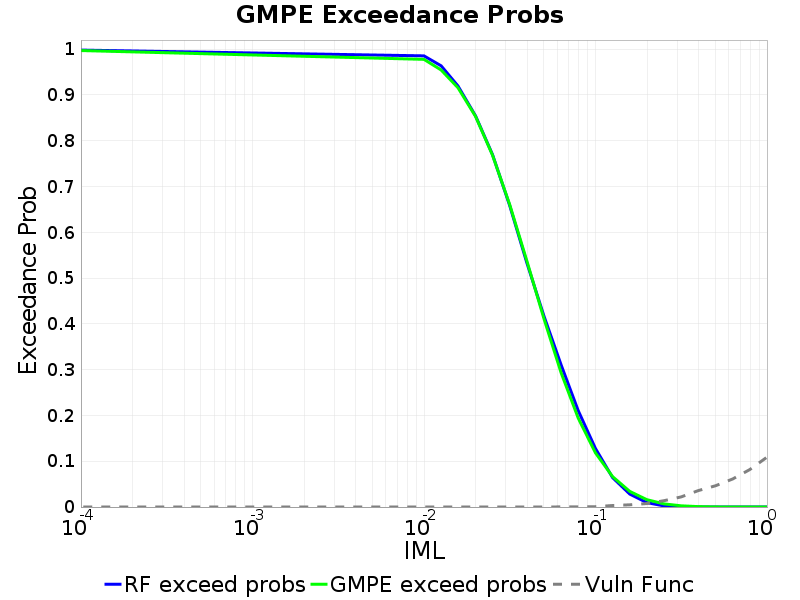 GMPE Exceedance Probs
Exceedance Prob
1
0.9
0.8
0.7
0.6
0.5
0.4
0.3
0.2
0.1
0
10^-4 10^-3 10^-2 10^-1 10^0
IML
RF exceed probs GMPE exceed probs Vuln Func